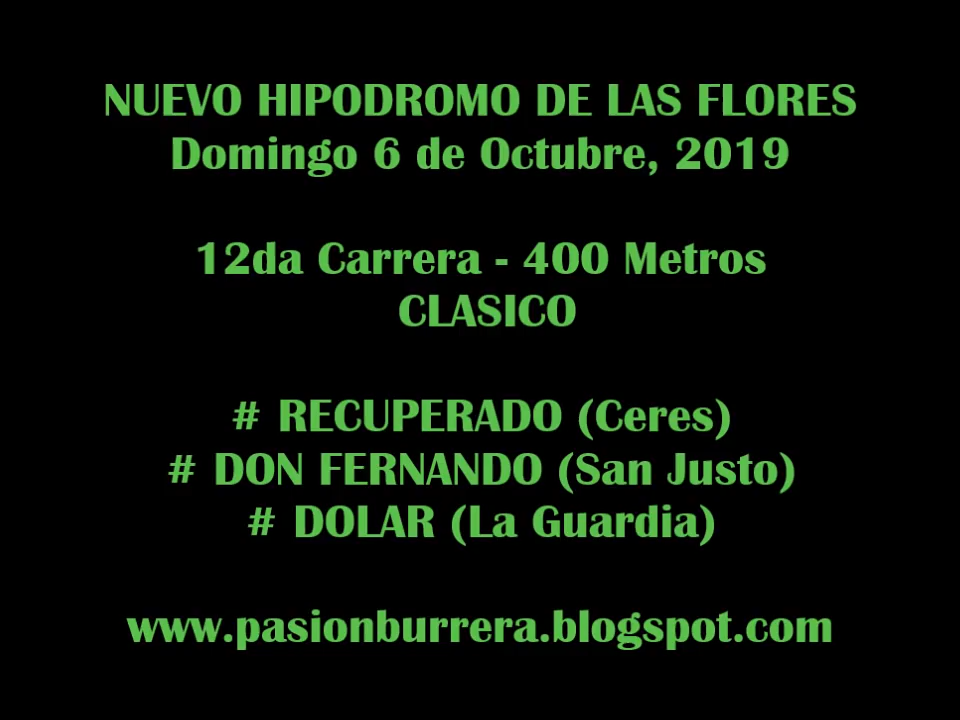 NUEVO HIPODROMO DE LAS FLORES
Domingo 6 de Octubre, 2019
12da Carrera - 400 Metros
CLASICO
# RECUPERADO (Ceres)
# DON FERNANDO (San Justo)
# DOLAR (La Guardia)
www.pasionburrera.blogspot.com